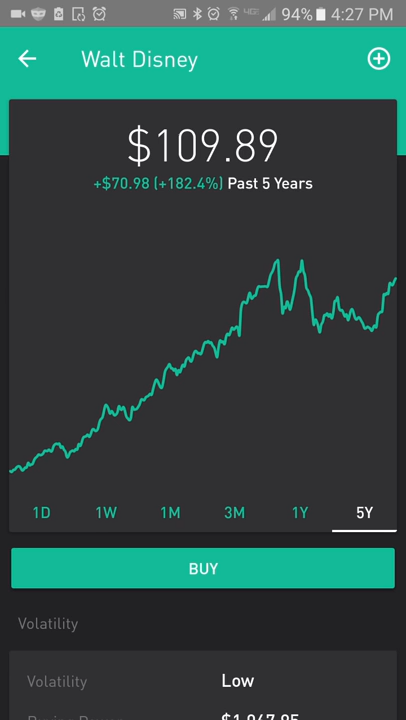 94% 4:27 PM
Walt Disney
$109.89
+$70.98 (+182.4%) Past 5 Years
1D 1W 1M 3M 1Y 5Y
BUY
Volatility
Volatility Low